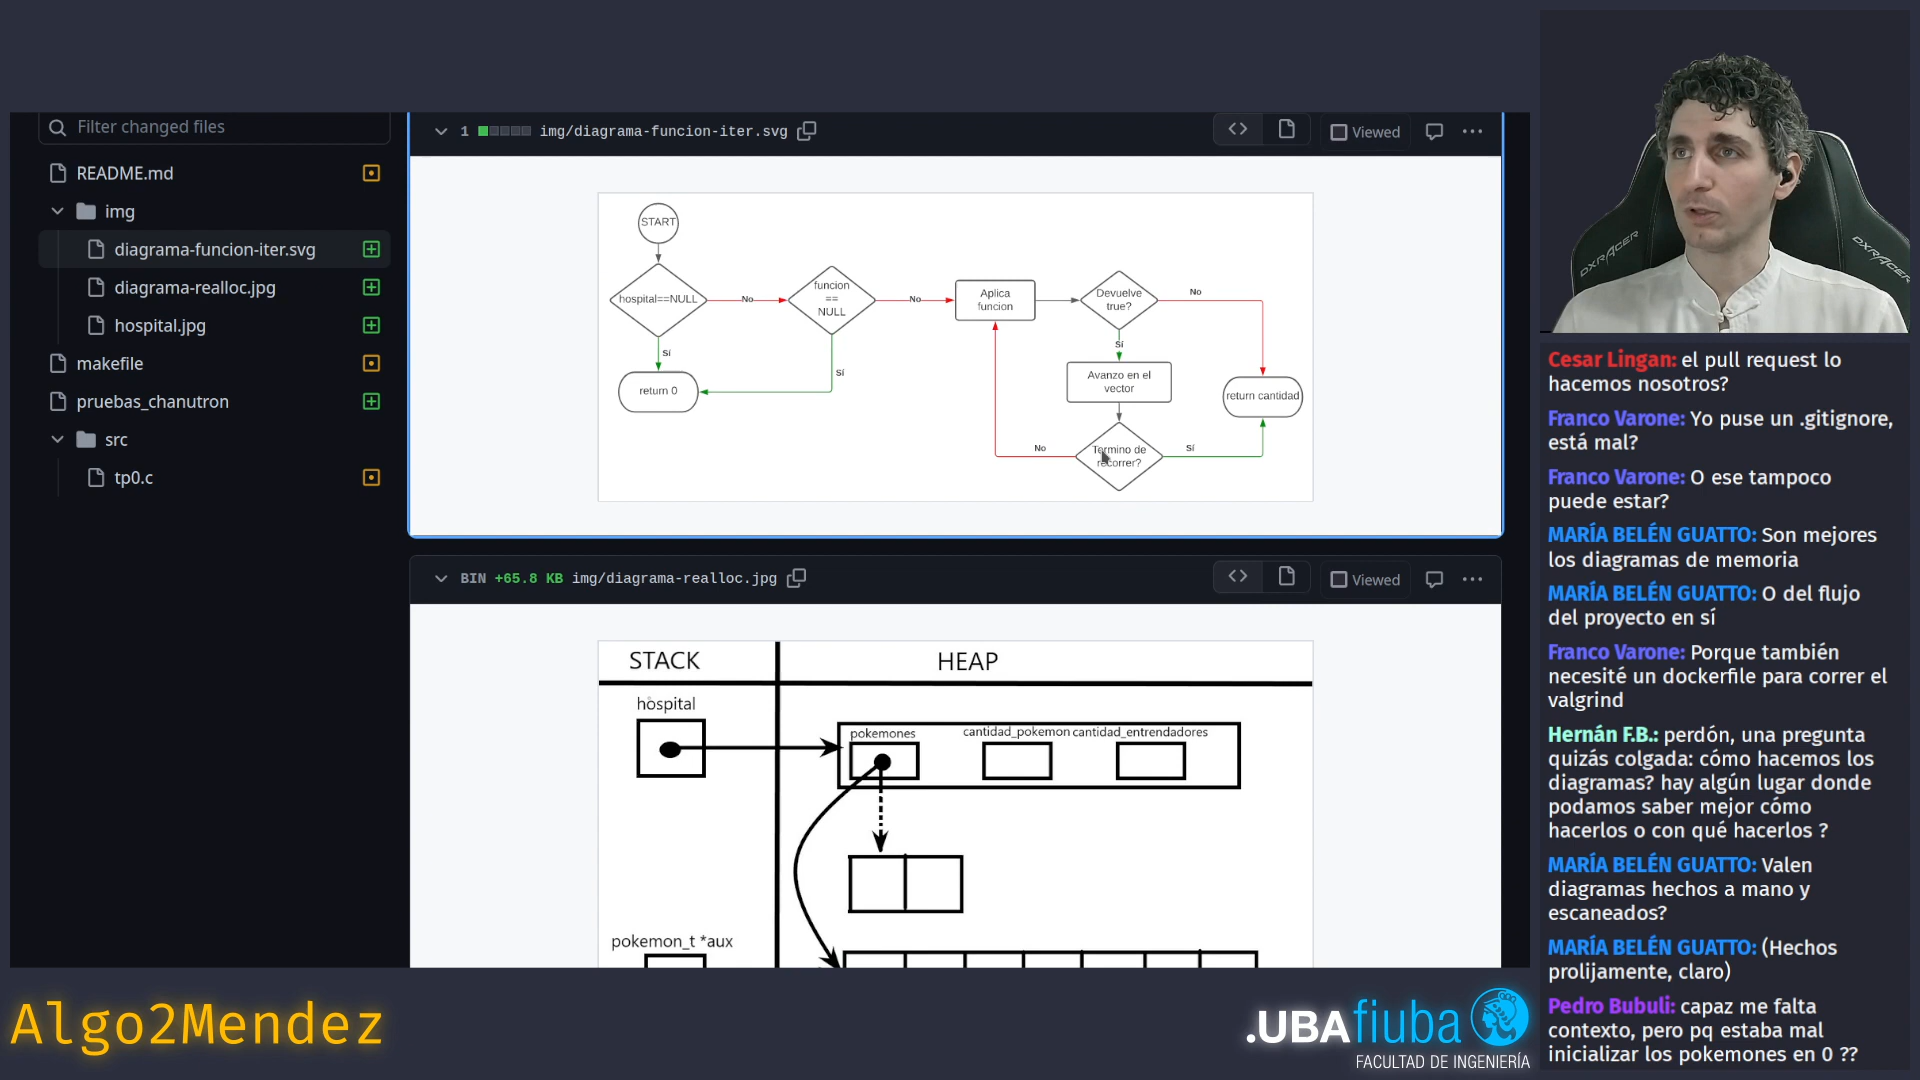 Filter changed files
README.md
img
diagrama-funcion-iter.svg
diagrama-realloc.jpg
hospital.jpg
makefile
pruebas_chanutron
src
tp0.c
1 img/diagrama-funcion-iter.svg
Viewed
START
hospital==NULL
No
funcion
==
NULL
No
Aplica
funcion
Devuelve
true?
No
Sí
Sí
Sí
return 0
Avanzo en el
vector
return cantidad
No
Termino de
recorrer?
Sí
BIN +65.8 KB img/diagrama-realloc.jpg
Viewed
STACK
HEAP
hospital
pokemones
cantidad_pokemon
cantidad_entrendadores
pokemon_t *aux
DXRACER
DXRACER
Cesar Lingan: el pull request lo
hacemos nosotros?
Franco Varone: Yo puse un .gitignore,
está mal?
Franco Varone: O ese tampoco
puede estar?
MARÍA BELÉN GUATTO: Son mejores
los diagramas de memoria
MARÍA BELÉN GUATTO: O del flujo
del proyecto en sí
Franco Varone: Porque también
necesité un dockerfile para correr el
valgrind
Hernán F.B.: perdón, una pregunta
quizás colgada: cómo hacemos los
diagramas? hay algún lugar donde
podamos saber mejor cómo
hacerlos o con qué hacerlos ?
MARÍA BELÉN GUATTO: Valen
diagramas hechos a mano y
escaneados?
MARÍA BELÉN GUATTO: (Hechos
prolijamente, claro)
Pedro Bubuli: capaz me falta
contexto, pero pq estaba mal
inicializar los pokemones en 0 ??
Algo2Mendez
.UBAfiuba
FACULTAD DE INGENIERÍA